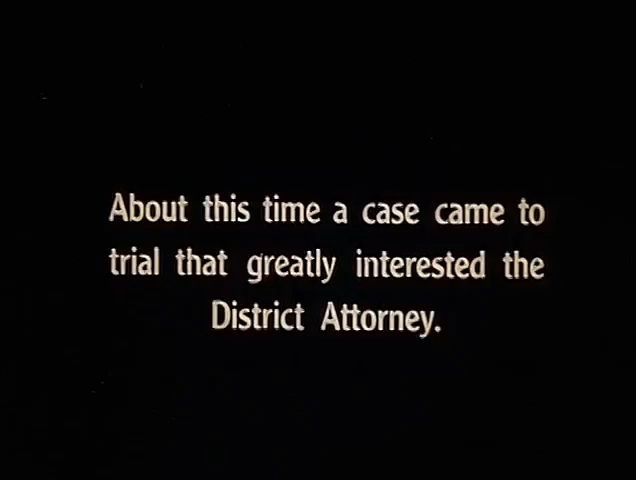 About this time a case came to
trial that greatly interested the
District Attorney.